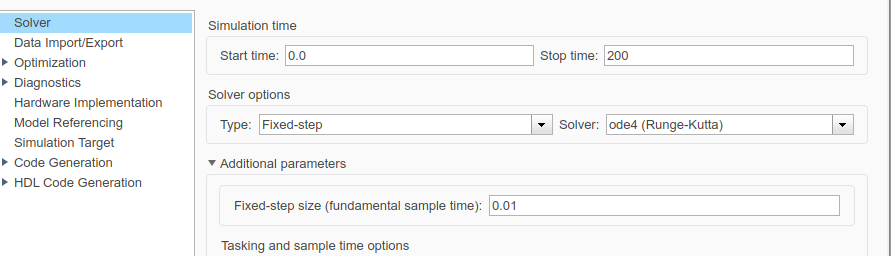 Solver
Data Import/Export
Optimization
Diagnostics
Hardware Implementation
Model Referencing
Simulation Target
Code Generation
HDL Code Generation
Simulation time
Start time: 0.0 Stop time: 200
Solver options
Type: Fixed-step Solver: ode4 (Runge-Kutta)
Additional parameters
Fixed-step size (fundamental sample time): 0.01
Tasking and sample time options